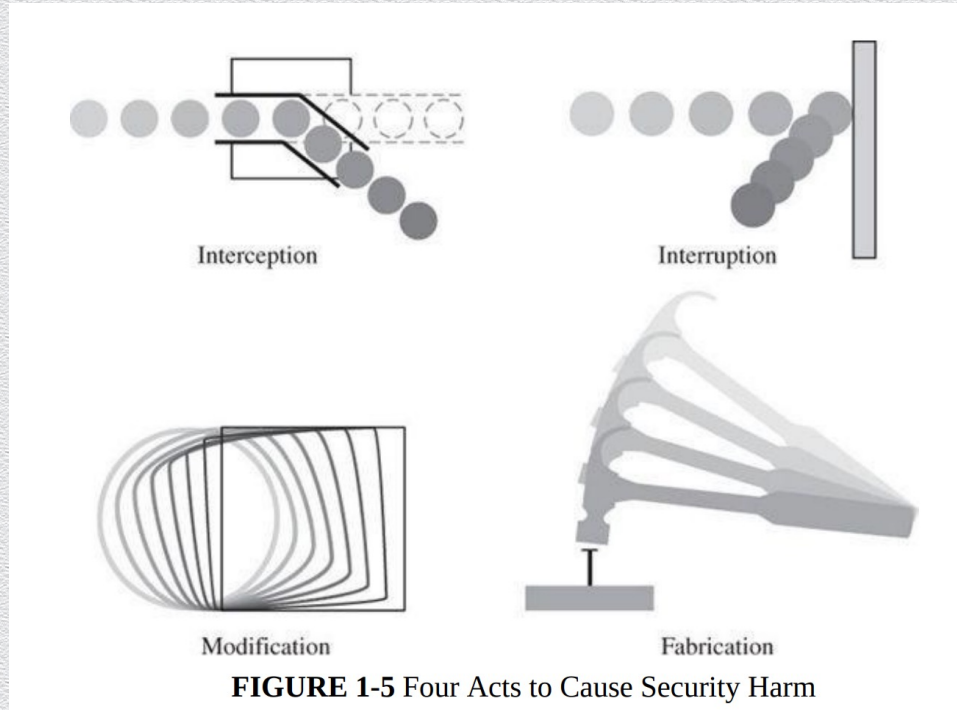 Interception
Interruption
Modification
Fabrication
FIGURE 1-5 Four Acts to Cause Security Harm